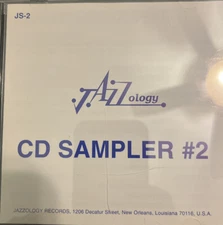 JS-2
JAZZology
CD SAMPLER #2
JAZZOLOGY RECORDS, 1206 Decatur Street, New Orleans, Louisiana 70116, U.S.A.